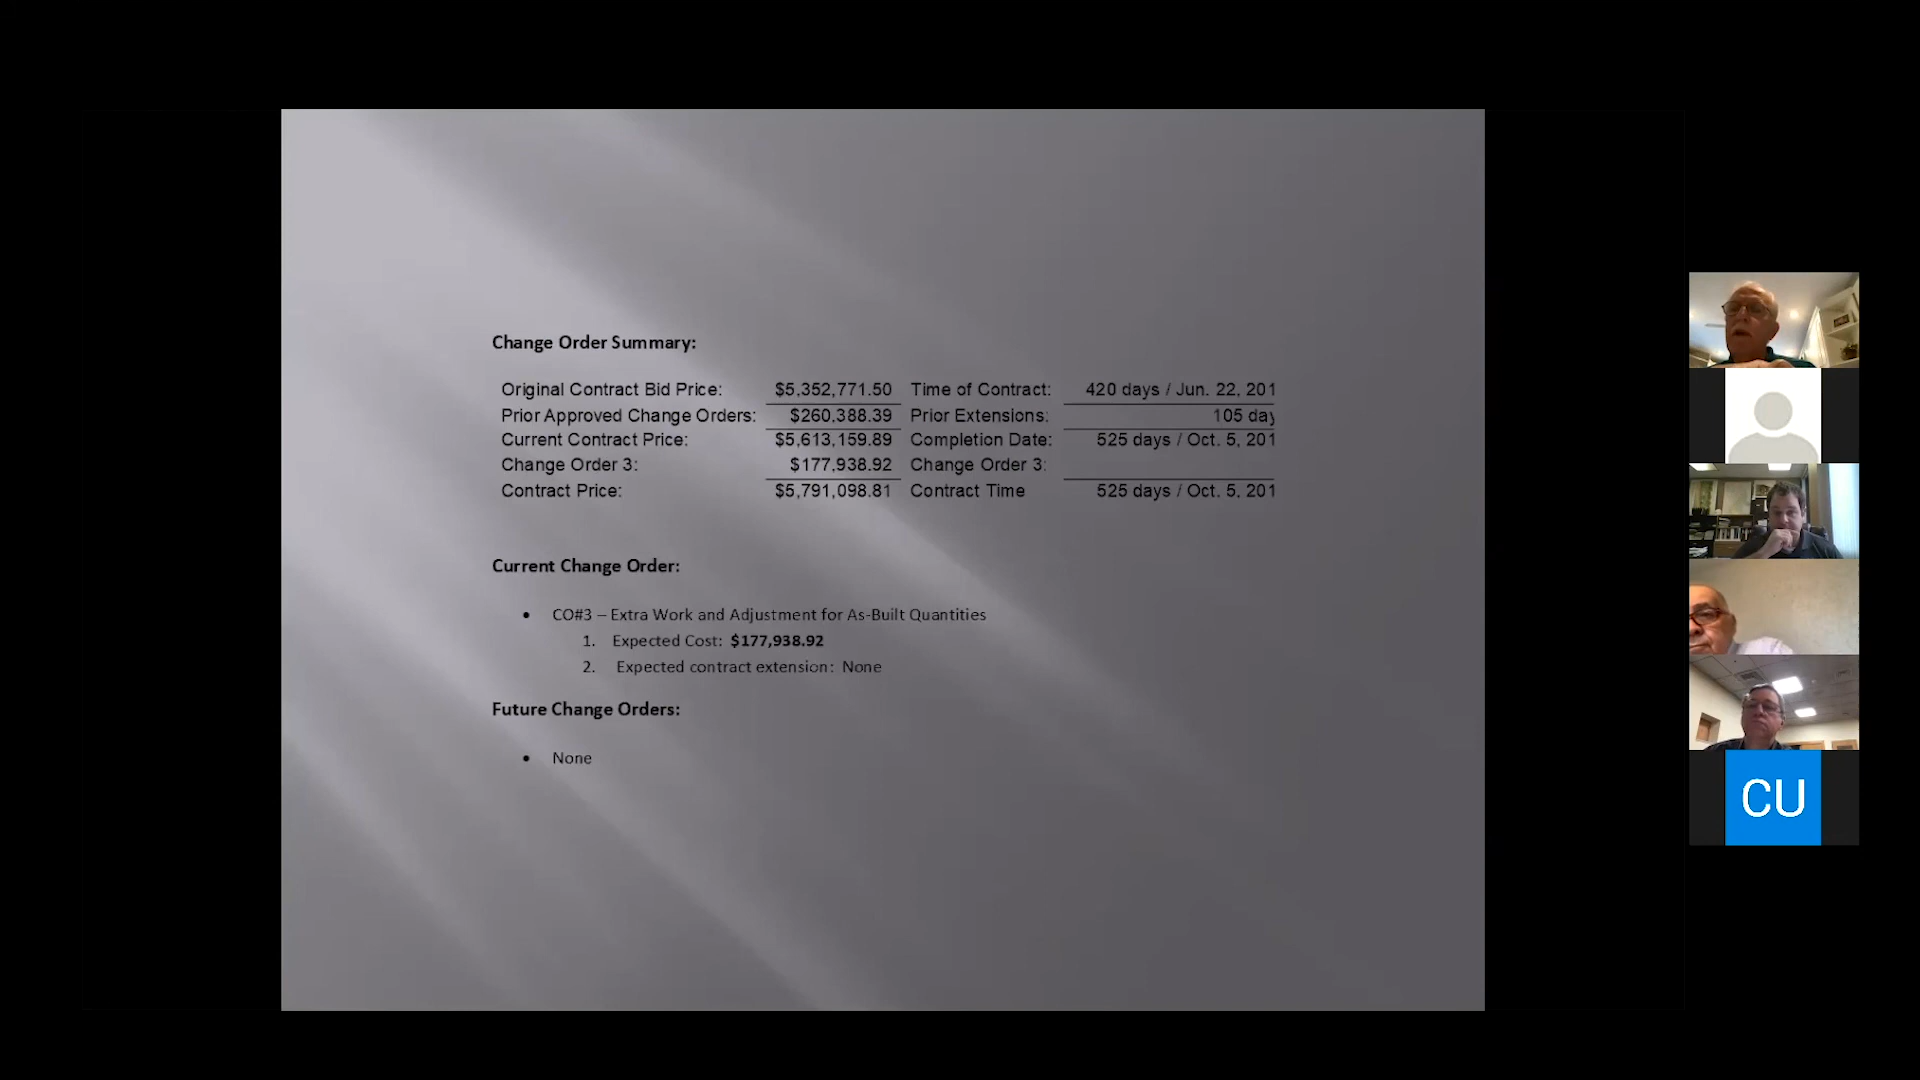 Change Order Summary:
Original Contract Bid Price: $5,352,771.50 Time of Contract: 420 days / Jun. 22, 201
Prior Approved Change Orders: $260,388.39 Prior Extensions: 105 day
Current Contract Price: $5,613,159.89 Completion Date: 525 days / Oct. 5, 201
Change Order 3: $177,938.92 Change Order 3:
Contract Price: $5,791,098.81 Contract Time 525 days / Oct. 5, 201
Current Change Order:
• CO#3 – Extra Work and Adjustment for As-Built Quantities
1. Expected Cost: $177,938.92
2. Expected contract extension: None
Future Change Orders:
• None
CU